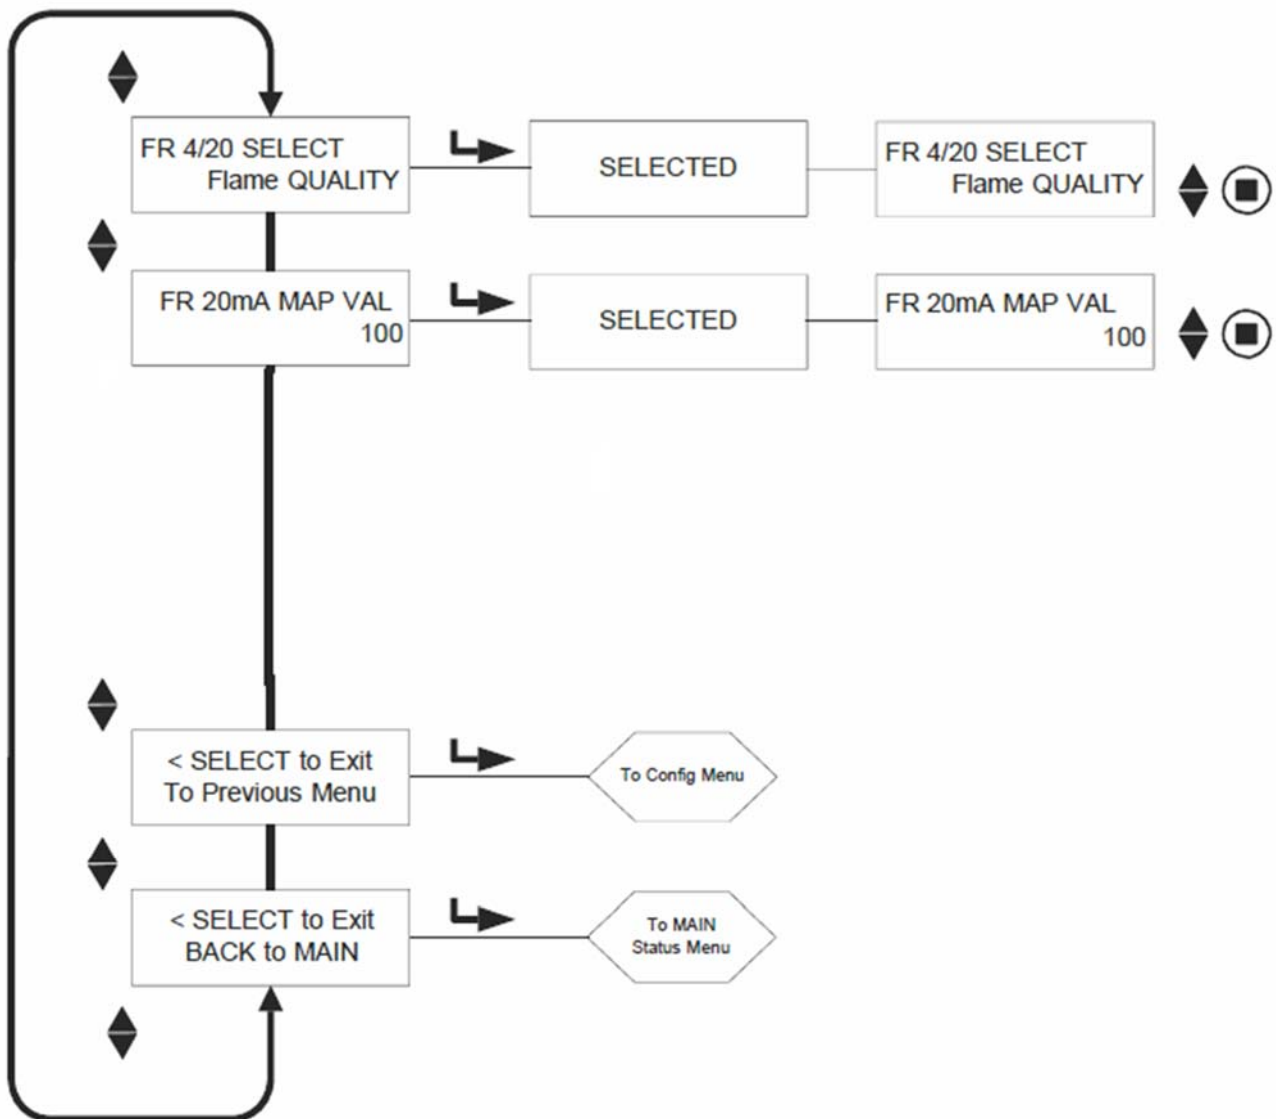 FR 4/20 SELECT
Flame QUALITY
SELECTED
FR 4/20 SELECT
Flame QUALITY
FR 20mA MAP VAL
100
SELECTED
FR 20mA MAP VAL
100
< SELECT to Exit
To Previous Menu
To Config Menu
< SELECT to Exit
BACK to MAIN
To MAIN
Status Menu